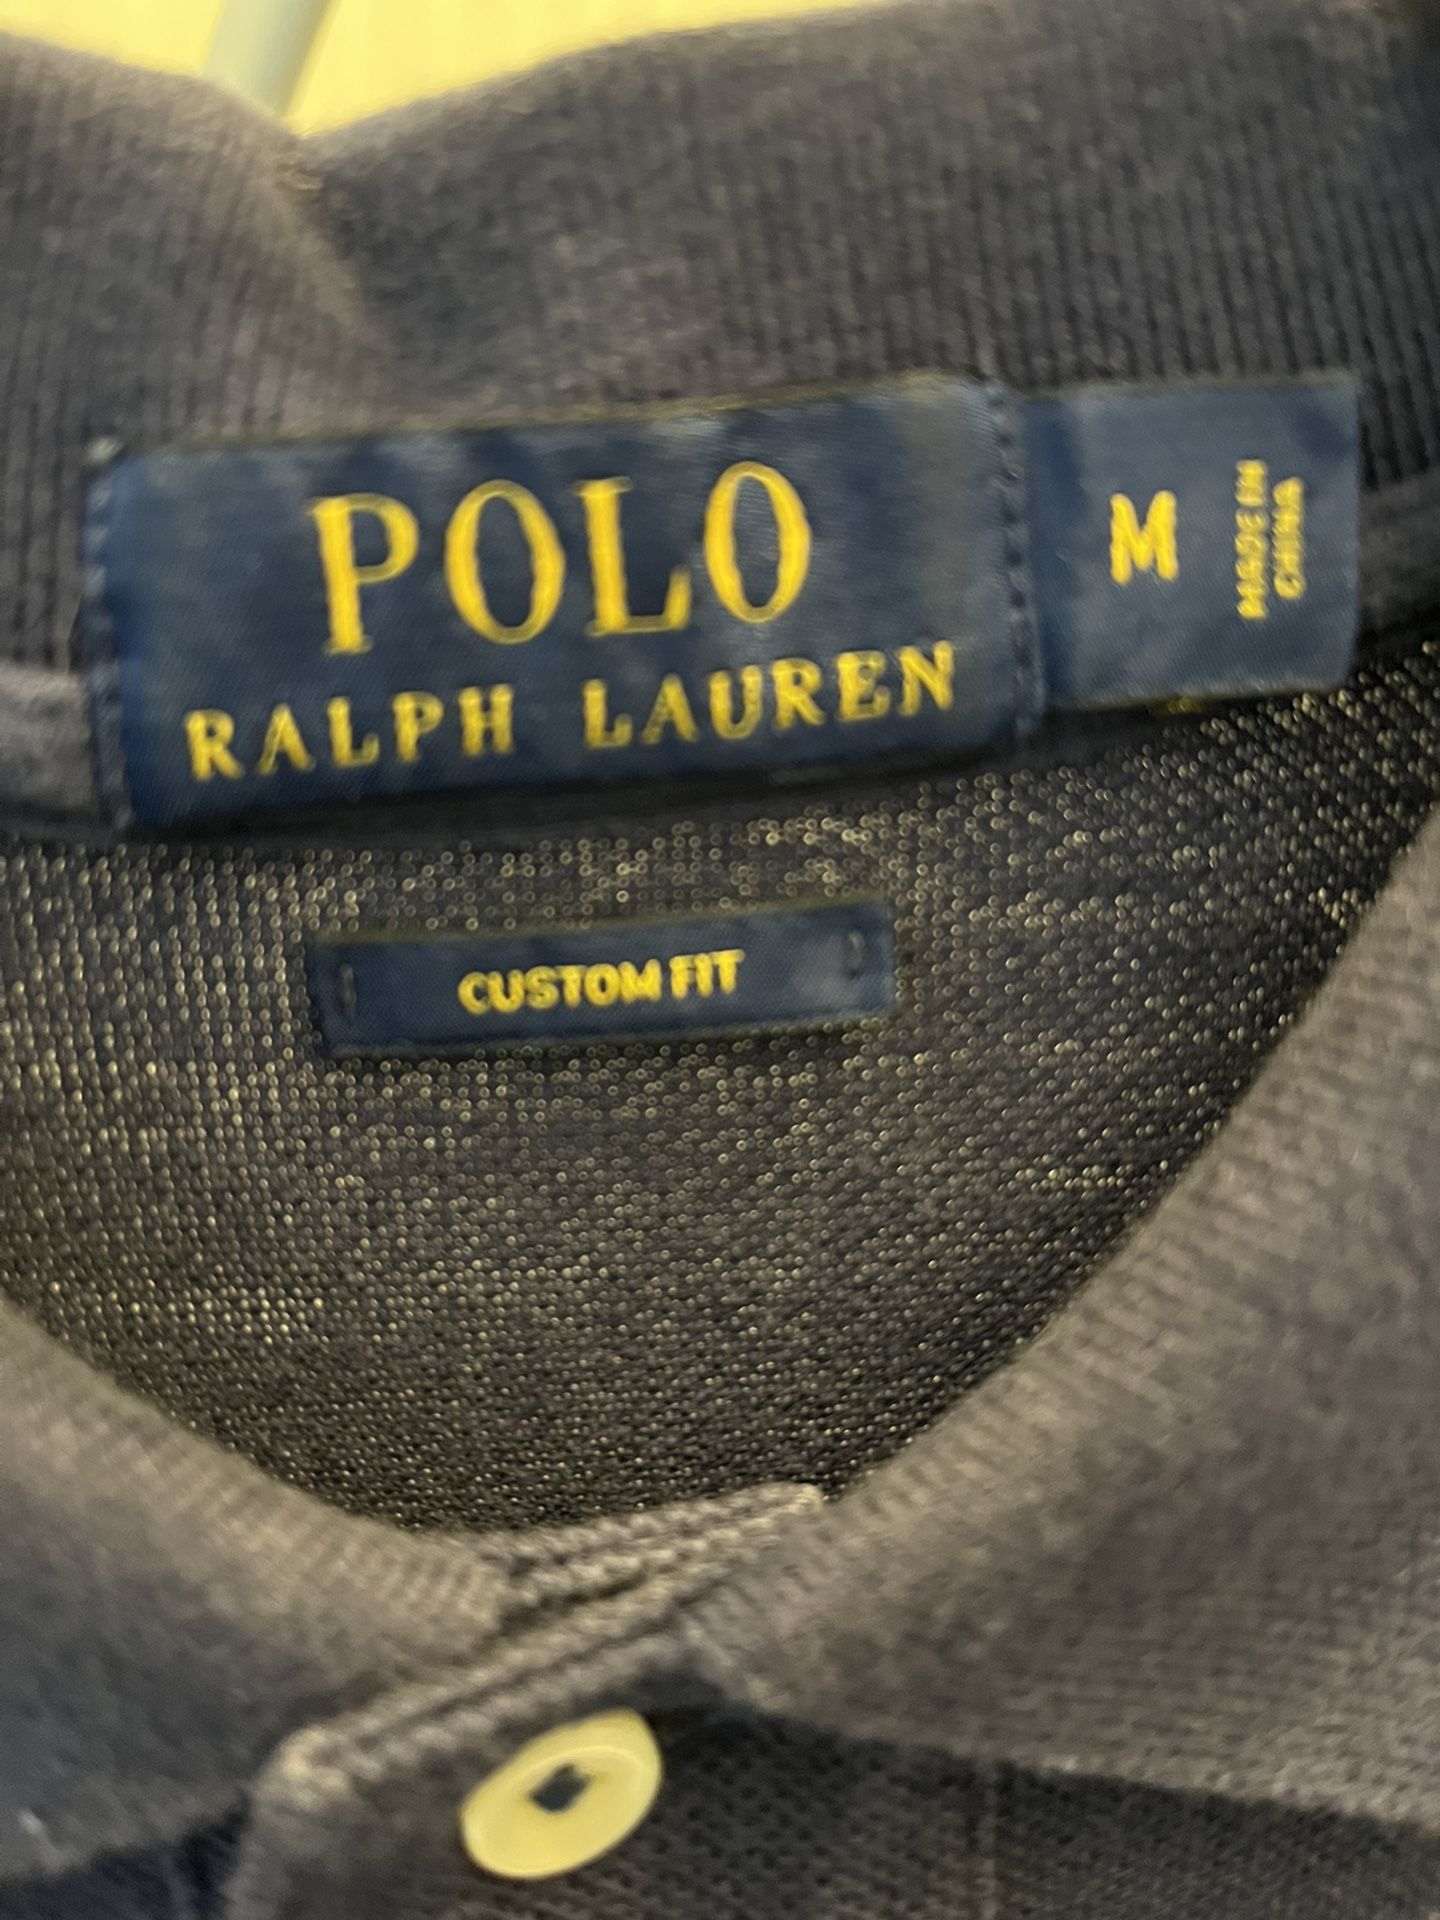 POLO
RALPH LAUREN
M
MADE IN
CHINA
CUSTOM FIT